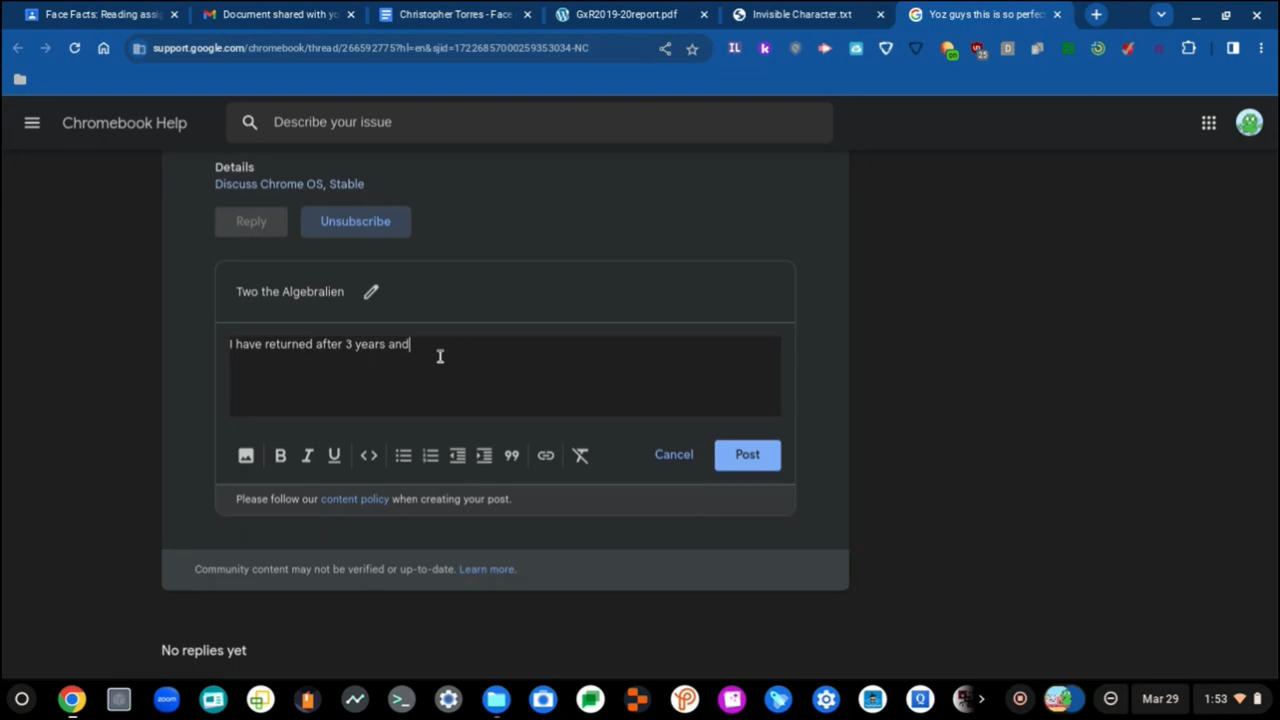 Face Facts: Reading assig
Document shared with yo
Christopher Torres - Face
GxR2019-20report.pdf
Invisible Character.txt
Yoz guys this is so perfec
support.google.com/chromebook/thread/266592775?hl=en&sjid=17226857000259353034-NC
Chromebook Help
Describe your issue
Details
Discuss Chrome OS, Stable
Reply
Unsubscribe
Two the Algebralien
I have returned after 3 years and
Cancel
Post
Please follow our content policy when creating your post.
Community content may not be verified or up-to-date. Learn more.
No replies yet
zoom
Mar 29
1:53